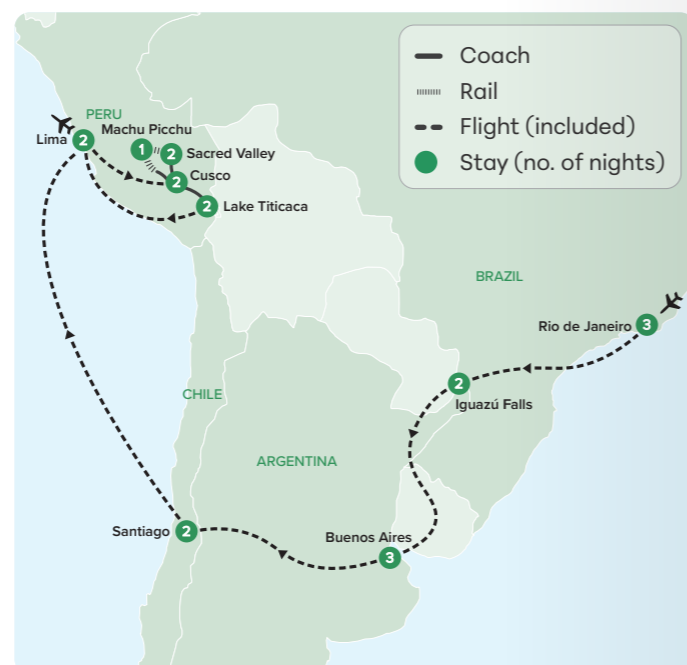 Coach
Rail
Flight (included)
Stay (no. of nights)
PERU
Machu Picchu
Lima
2
1
2
Sacred Valley
2
Cusco
2
Lake Titicaca
BRAZIL
Rio de Janeiro
3
2
Iguazú Falls
CHILE
ARGENTINA
Santiago
2
Buenos Aires
3